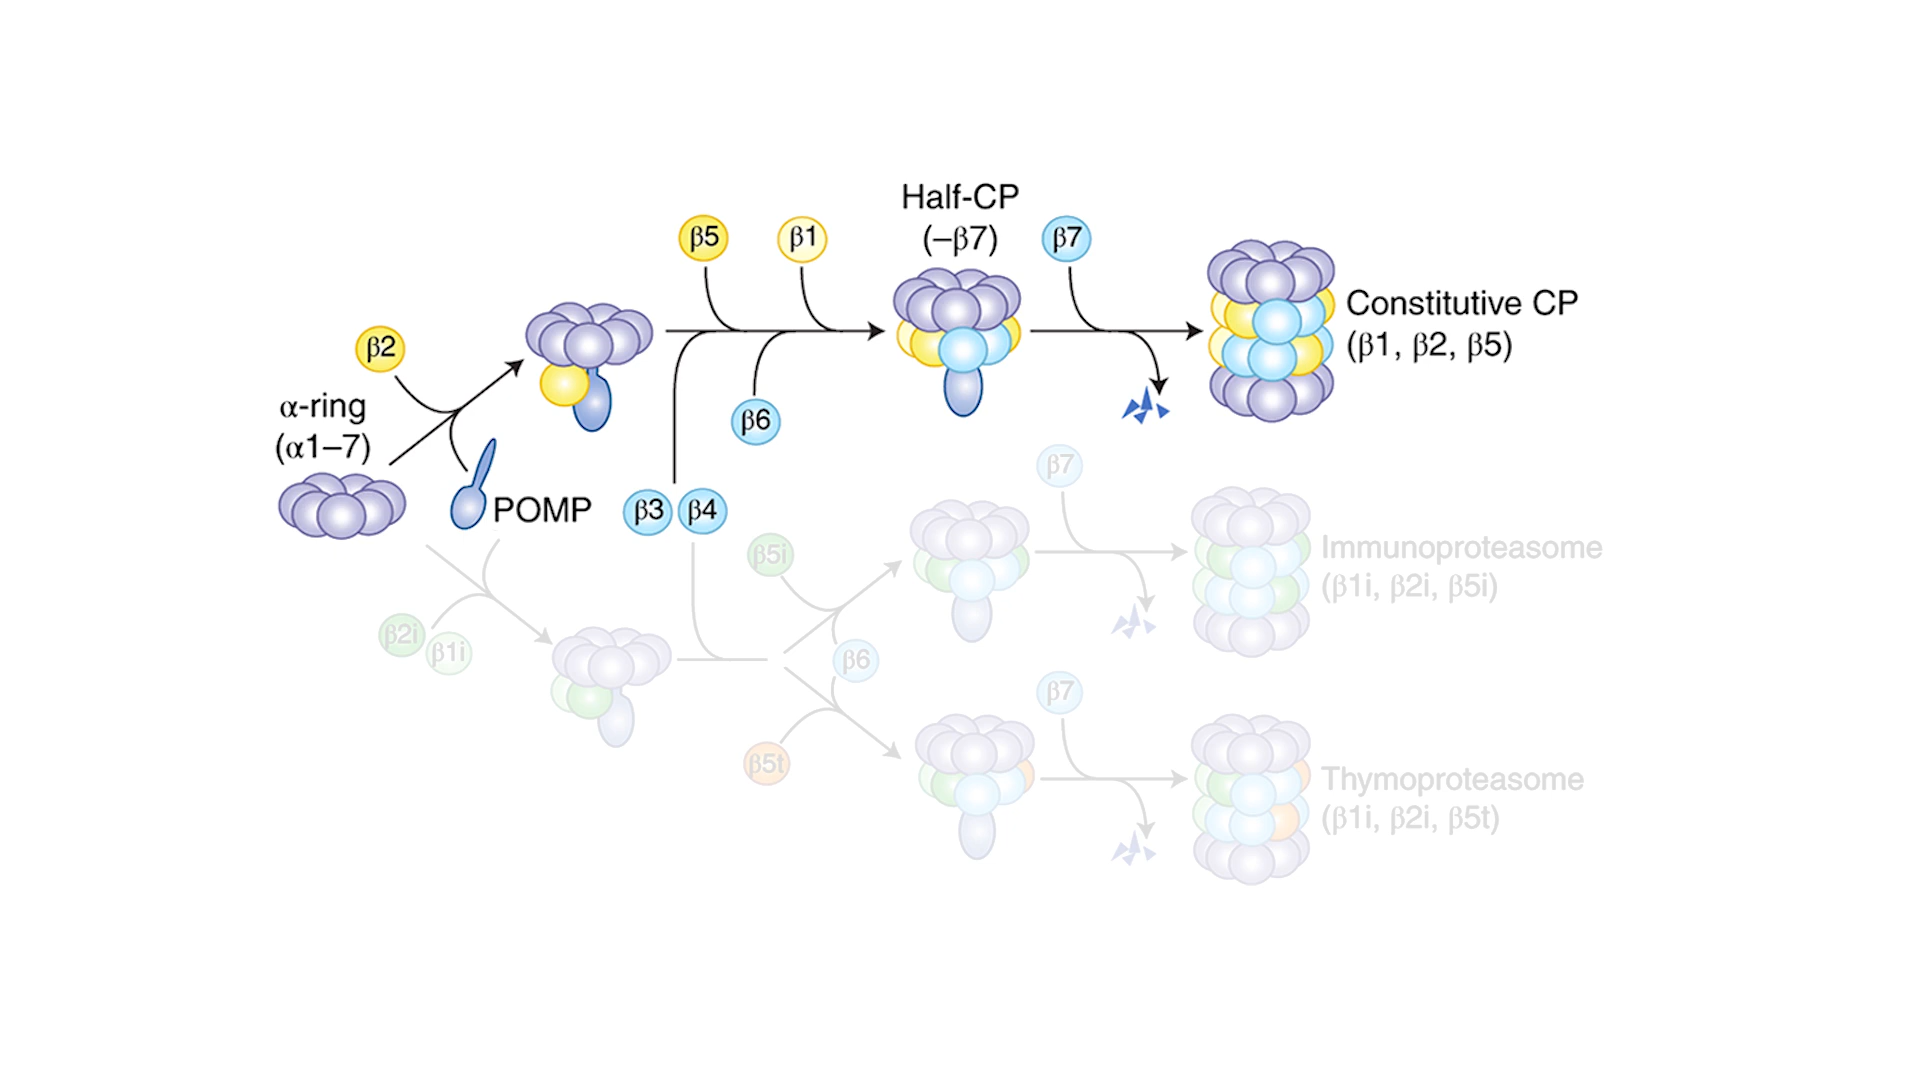 Half-CP
(–β7)
β5
β1
β7
β2
Constitutive CP
(β1, β2, β5)
α-ring
(α1–7)
β6
POMP
β3
β4
β7
β5i
Immunoproteasome
(β1i, β2i, β5i)
β2i
β1i
β6
β7
β5t
Thymoproteasome
(β1i, β2i, β5t)